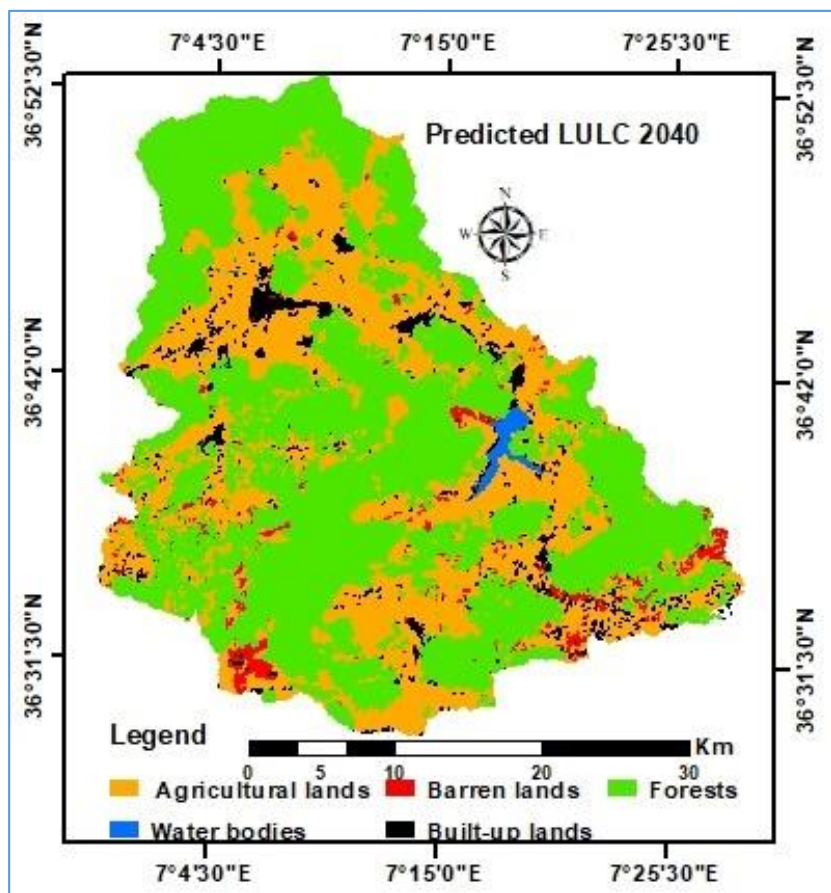 7°4'30"E 7°15'0"E 7°25'30"E
36°52'30"N
36°52'30"N
Predicted LULC 2040
N
W E
S
36°42'0"N
36°42'0"N
36°31'30"N
36°31'30"N
Legend
Km
0 5 10 20 30
Agricultural lands Barren lands Forests
Water bodies Built-up lands
7°4'30"E 7°15'0"E 7°25'30"E